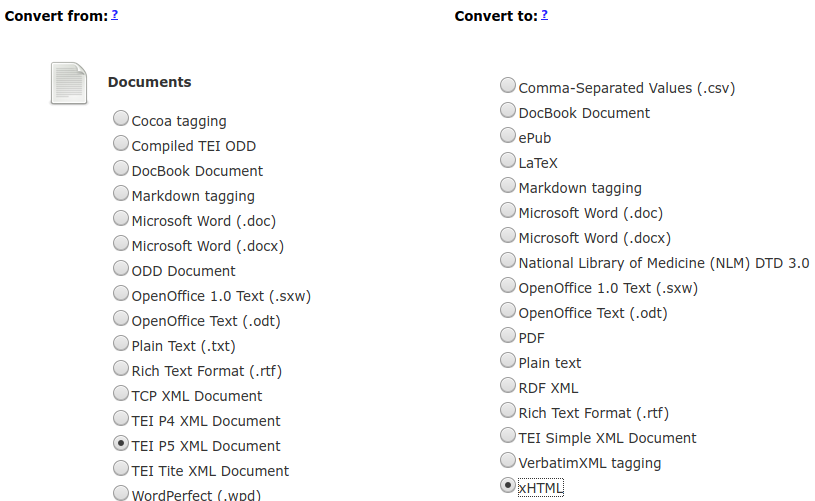 Convert from: ?
Documents
Cocoa tagging
Compiled TEI ODD
DocBook Document
Markdown tagging
Microsoft Word (.doc)
Microsoft Word (.docx)
ODD Document
OpenOffice 1.0 Text (.sxw)
OpenOffice Text (.odt)
Plain Text (.txt)
Rich Text Format (.rtf)
TCP XML Document
TEI P4 XML Document
TEI P5 XML Document
TEI Tite XML Document
WordPerfect (.wpd)
Convert to: ?
Comma-Separated Values (.csv)
DocBook Document
ePub
LaTeX
Markdown tagging
Microsoft Word (.doc)
Microsoft Word (.docx)
National Library of Medicine (NLM) DTD 3.0
OpenOffice 1.0 Text (.sxw)
OpenOffice Text (.odt)
PDF
Plain text
RDF XML
Rich Text Format (.rtf)
TEI Simple XML Document
VerbatimXML tagging
xHTML